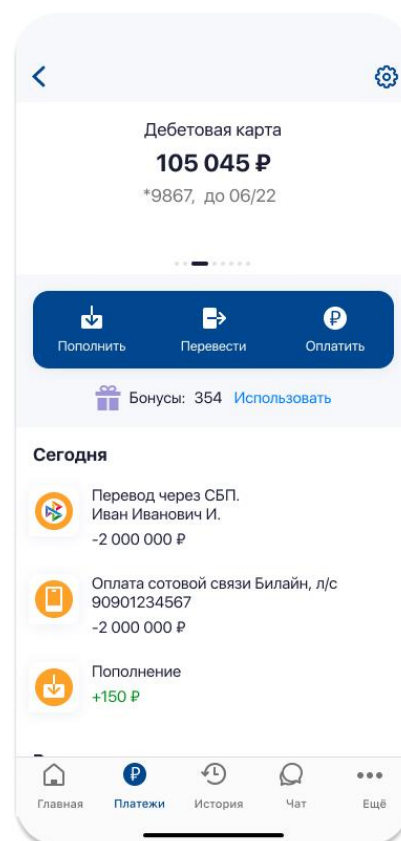 Дебетовая карта
105 045 ₽
*9867, до 06/22
Пополнить Перевести Оплатить
Бонусы: 354 Использовать
Сегодня
Перевод через СБП.
Иван Иванович И.
-2 000 000 ₽
Оплата сотовой связи Билайн, л/с
90901234567
-2 000 000 ₽
Пополнение
+150 ₽
Главная Платежи История Чат Ещё